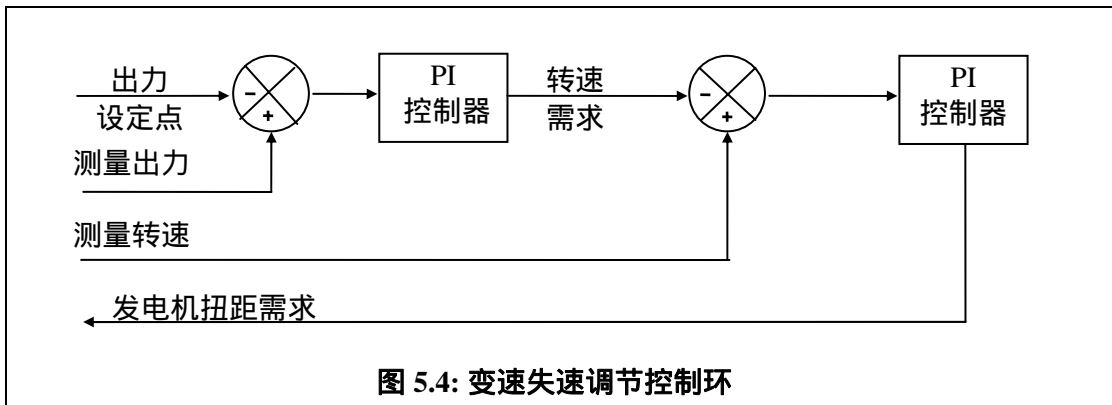 出力
设定点
-
+
PI
控制器
转速
需求
-
+
PI
控制器
测量出力
测量转速
发电机扭距需求
图 5.4: 变速失速调节控制环